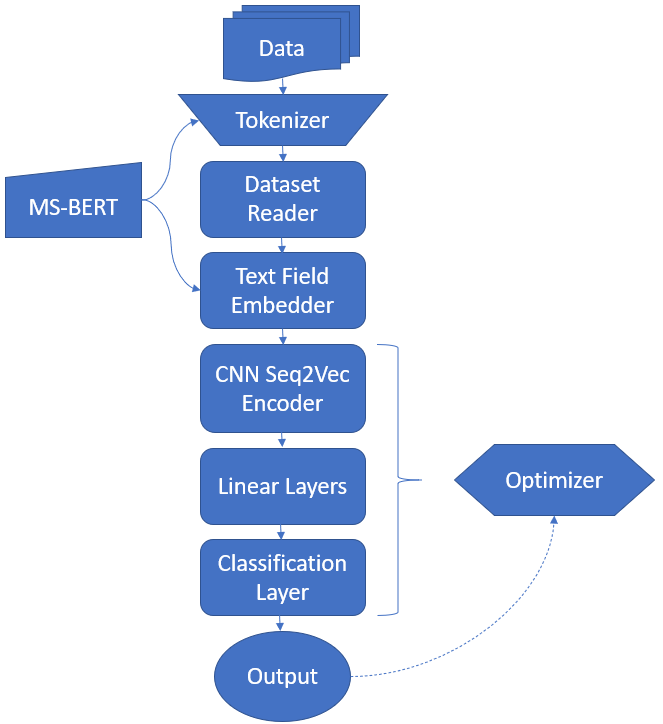 Data
Tokenizer
MS-BERT
Dataset
Reader
Text Field
Embedder
CNN Seq2Vec
Encoder
Linear Layers
Optimizer
Classification
Layer
Output